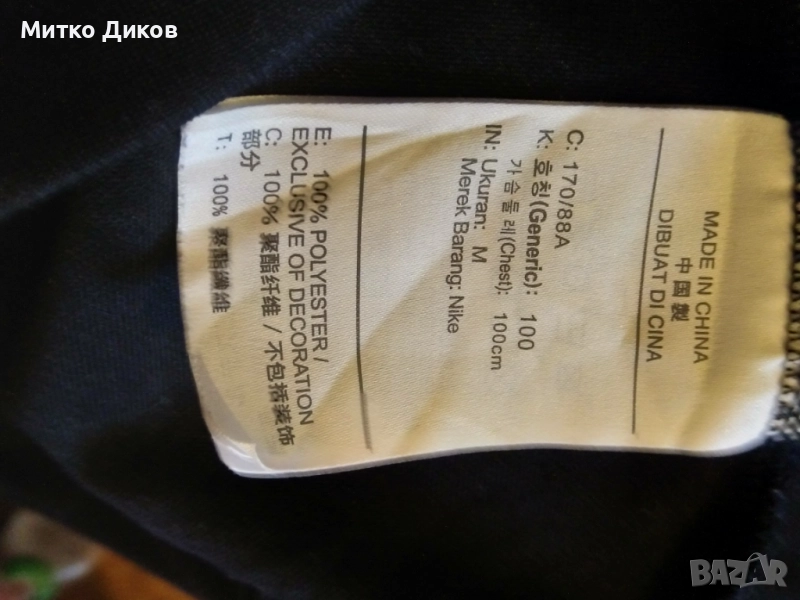 Митко Диков
MADE IN CHINA
中国製
DIBUAT DI CINA
C: 170/88A
K: 호칭(Generic): 100
가슴둘레(Chest): 100cm
IN: Ukuran: M
Merek Barang: Nike
E: 100% POLYESTER /
EXCLUSIVE OF DECORATION
C: 100% 聚酯纤维 / 不包括装饰
部分
T: 100% 聚酯纖維
BAZAR